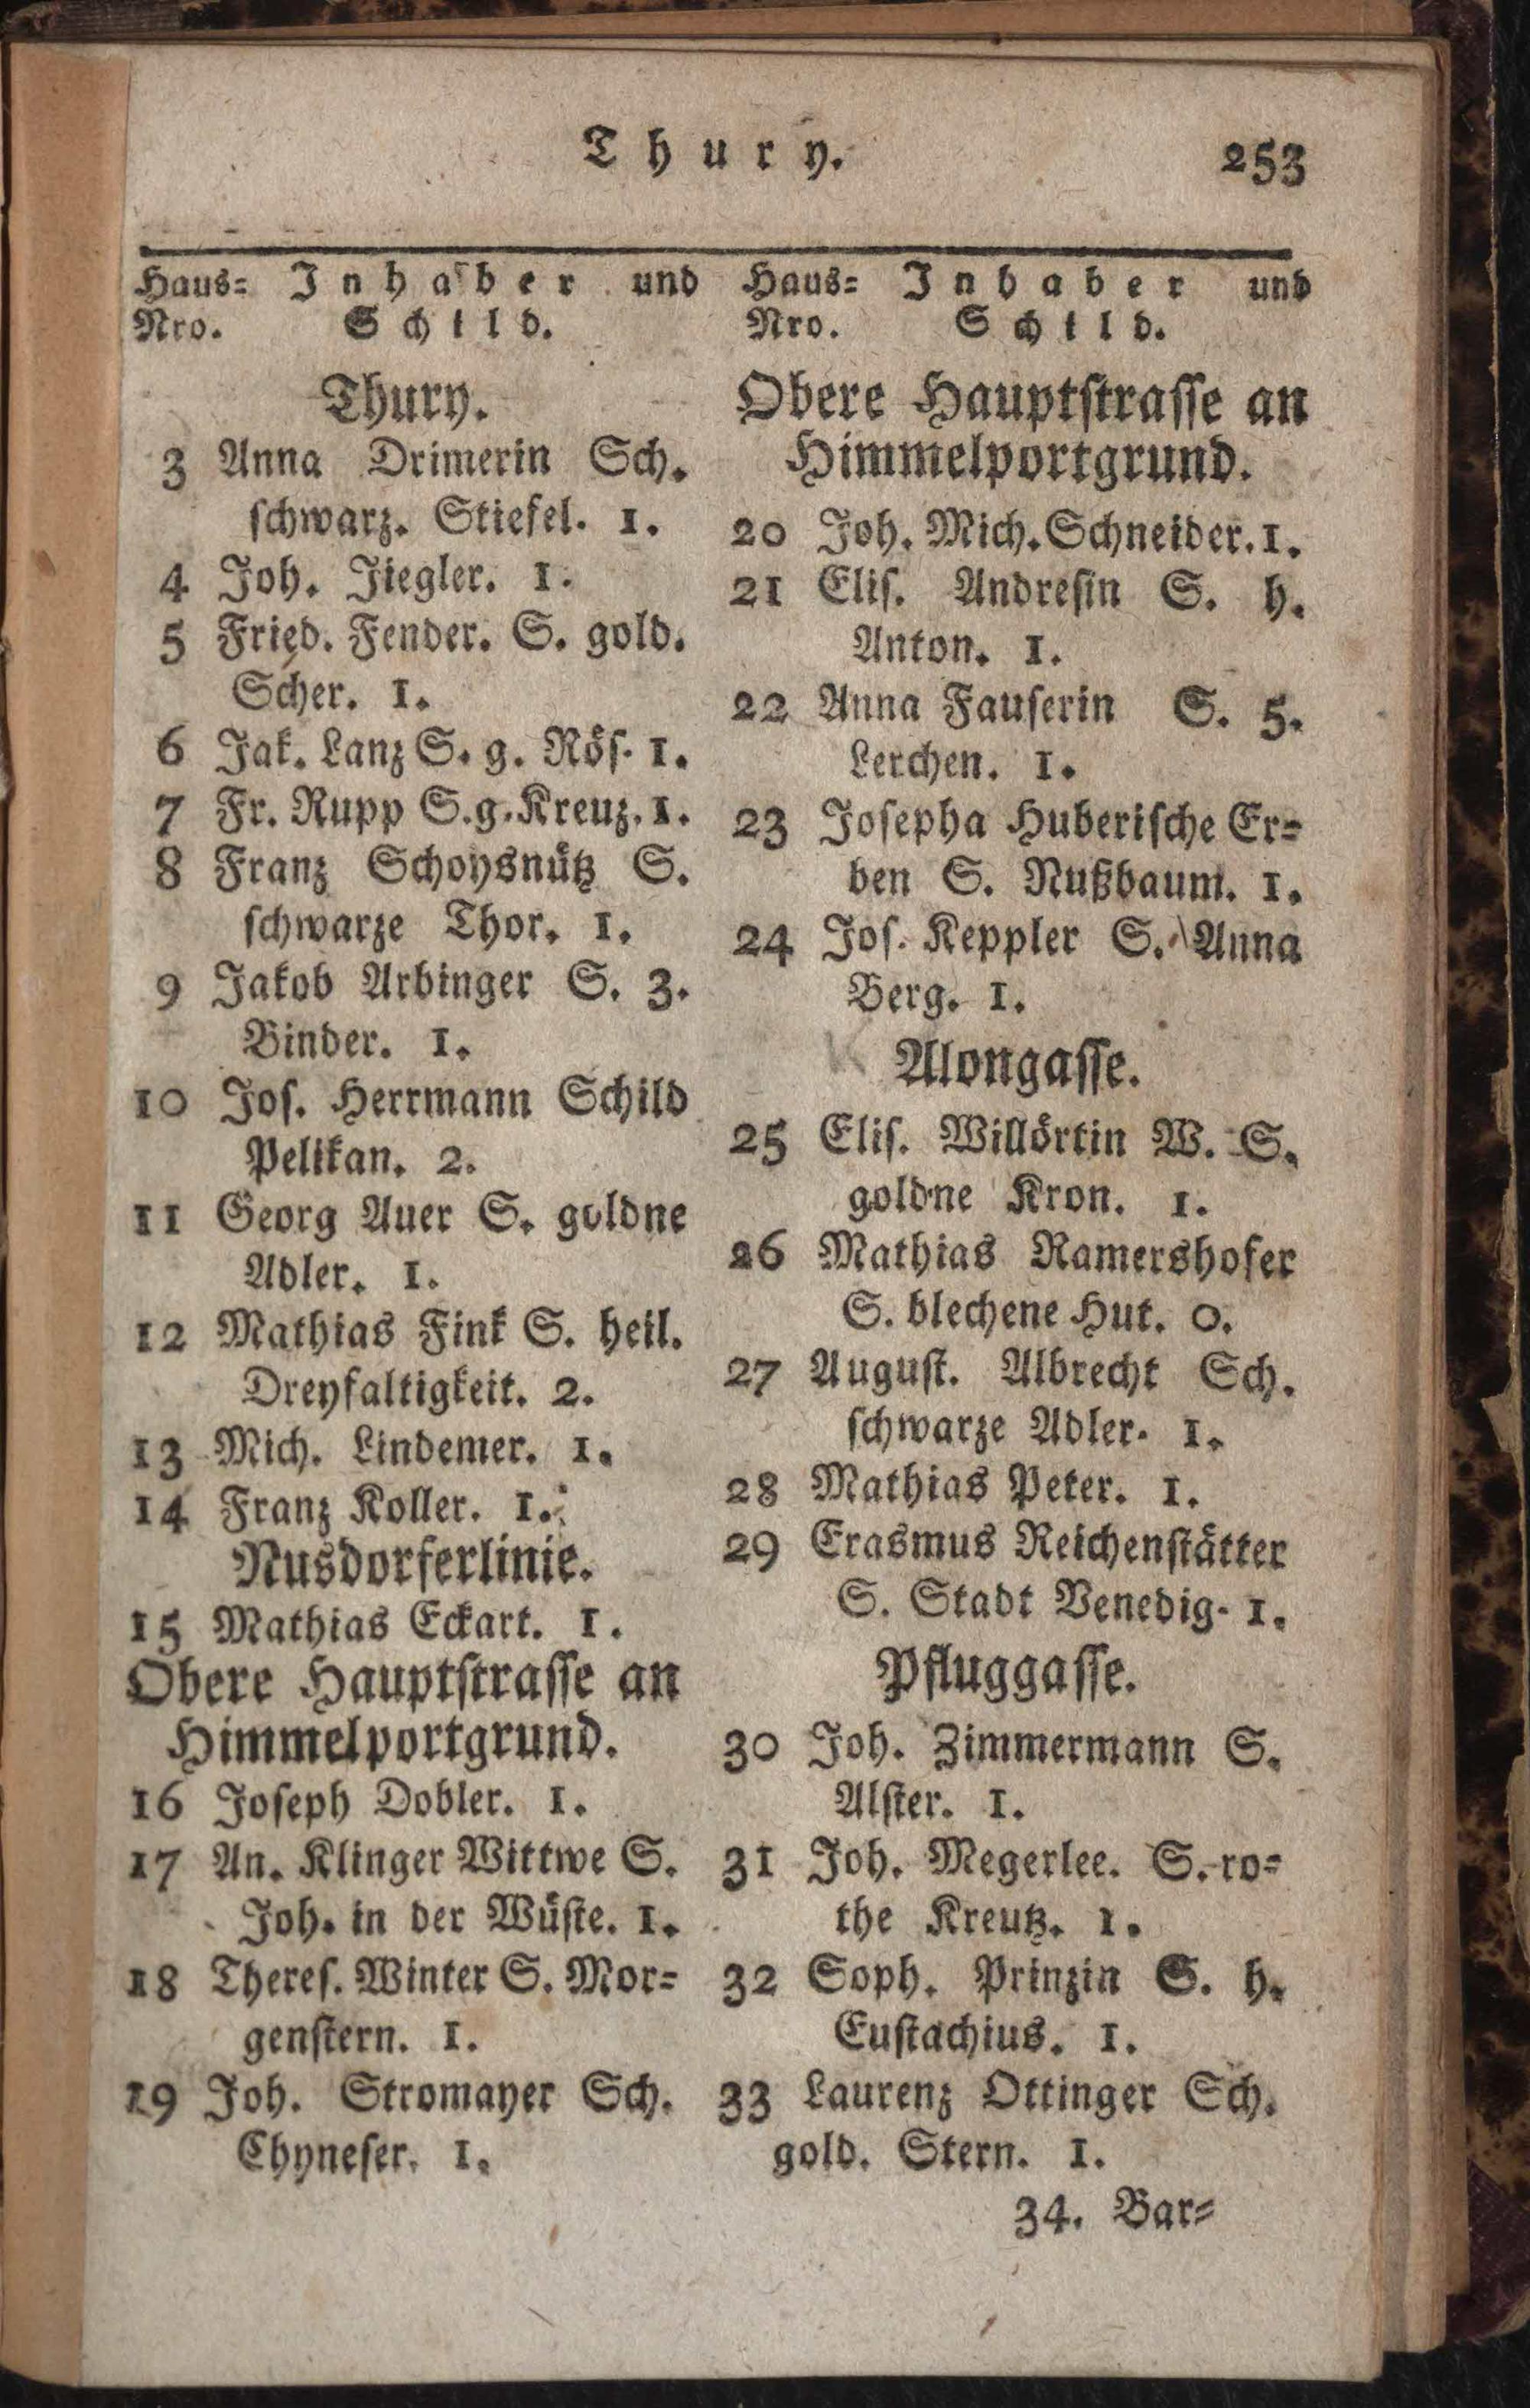 Thury.
253
Haus= Inhaber und
Nro. Schild.
Thury.
3 Anna Drimerin Sch.
schwarz. Stiefel. 1.
4 Joh. Jiegler. 1.
5 Fried. Fender. S. gold.
Scher. 1.
6 Jak. Lanz S. g. Rös. 1.
7 Fr. Rupp S.g.Kreuz. 1.
8 Franz Schoysnütz S.
schwarze Thor. 1.
9 Jakob Arbinger S. 3.
Binder. 1.
10 Jos. Herrmann Schild
Pelikan. 2.
11 Georg Auer S. goldne
Adler. 1.
12 Mathias Fink S. heil.
Dreyfaltigkeit. 2.
13 Mich. Lindemer. 1.
14 Franz Koller. 1.
Nusdorferlinie.
15 Mathias Eckart. 1.
Obere Hauptstrasse an
Himmelportgrund.
16 Joseph Dobler. 1.
17 An. Klinger Wittwe S.
Joh. in der Wüste. 1.
18 Theres. Winter S. Mor=
genstern. 1.
19 Joh. Stromayer Sch.
Chyneser. 1.
Haus= Inhaber und
Nro. Schild.
Obere Hauptstrasse an
Himmelportgrund.
20 Joh. Mich. Schneider. 1.
21 Elis. Andresin S. h.
Anton. 1.
22 Anna Fauserin S. 5.
Lerchen. 1.
23 Josepha Huberische Er=
ben S. Nußbaum. 1.
24 Jos. Keppler S. Anna
Berg. 1.
Alongasse.
25 Elis. Willörtin W. S.
goldne Kron. 1.
26 Mathias Ramershofer
S. blechene Hut. 0.
27 August. Albrecht Sch.
schwarze Adler. 1.
28 Mathias Peter. 1.
29 Erasmus Reichenstätter
S. Stadt Venedig. 1.
Pfluggasse.
30 Joh. Zimmermann S.
Alster. 1.
31 Joh. Megerlee. S. ro=
the Kreutz. 1.
32 Soph. Prinzin S. h.
Eustachius. 1.
33 Laurenz Ottinger Sch.
gold. Stern. 1.
34. Bar=